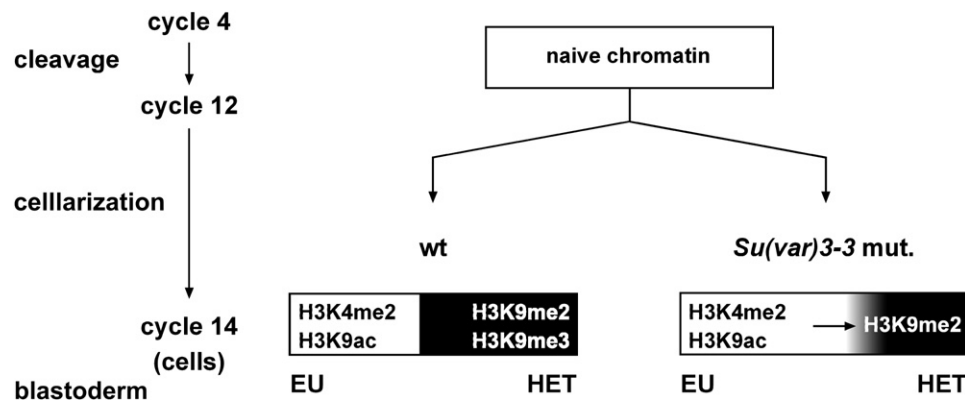 cycle 4
cleavage
cycle 12
celllarization
cycle 14
(cells)
blastoderm
naive chromatin
wt
H3K4me2
H3K9ac
H3K9me2
H3K9me3
EU
HET
Su(var)3-3 mut.
H3K4me2
H3K9ac
H3K9me2
EU
HET